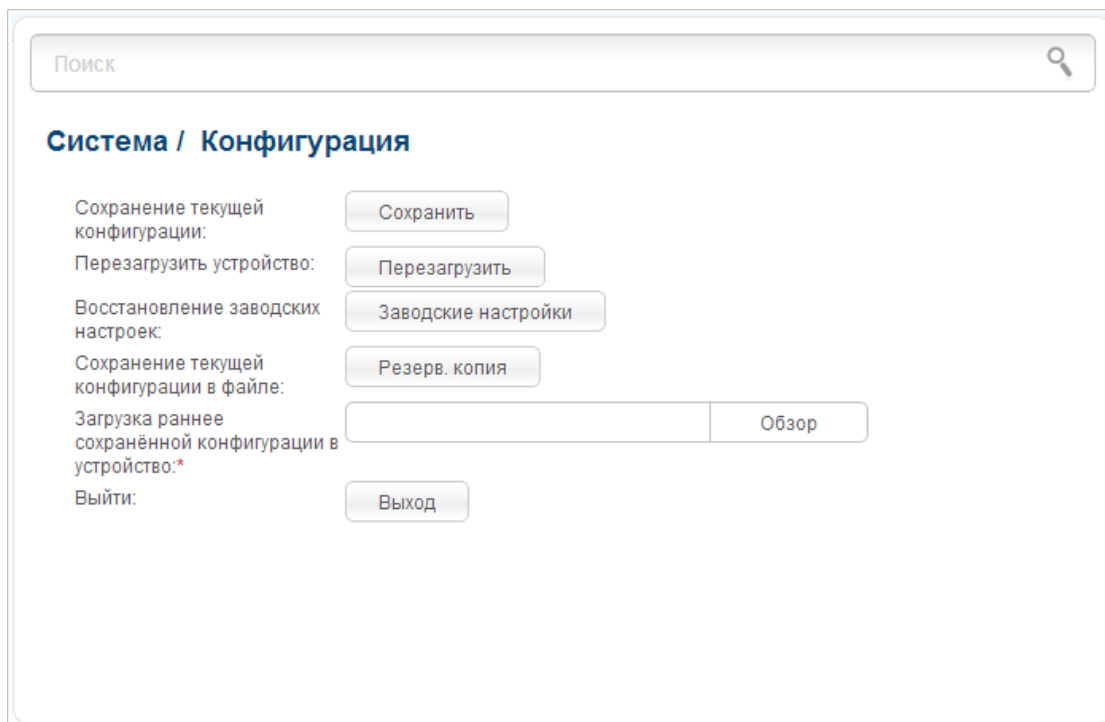 Поиск
Система / Конфигурация
Сохранение текущей
конфигурации:
Сохранить
Перезагрузить устройство:
Перезагрузить
Восстановление заводских
настроек:
Заводские настройки
Сохранение текущей
конфигурации в файле:
Резерв. копия
Загрузка раннее
сохранённой конфигурации в
устройство:*
Обзор
Выйти:
Выход